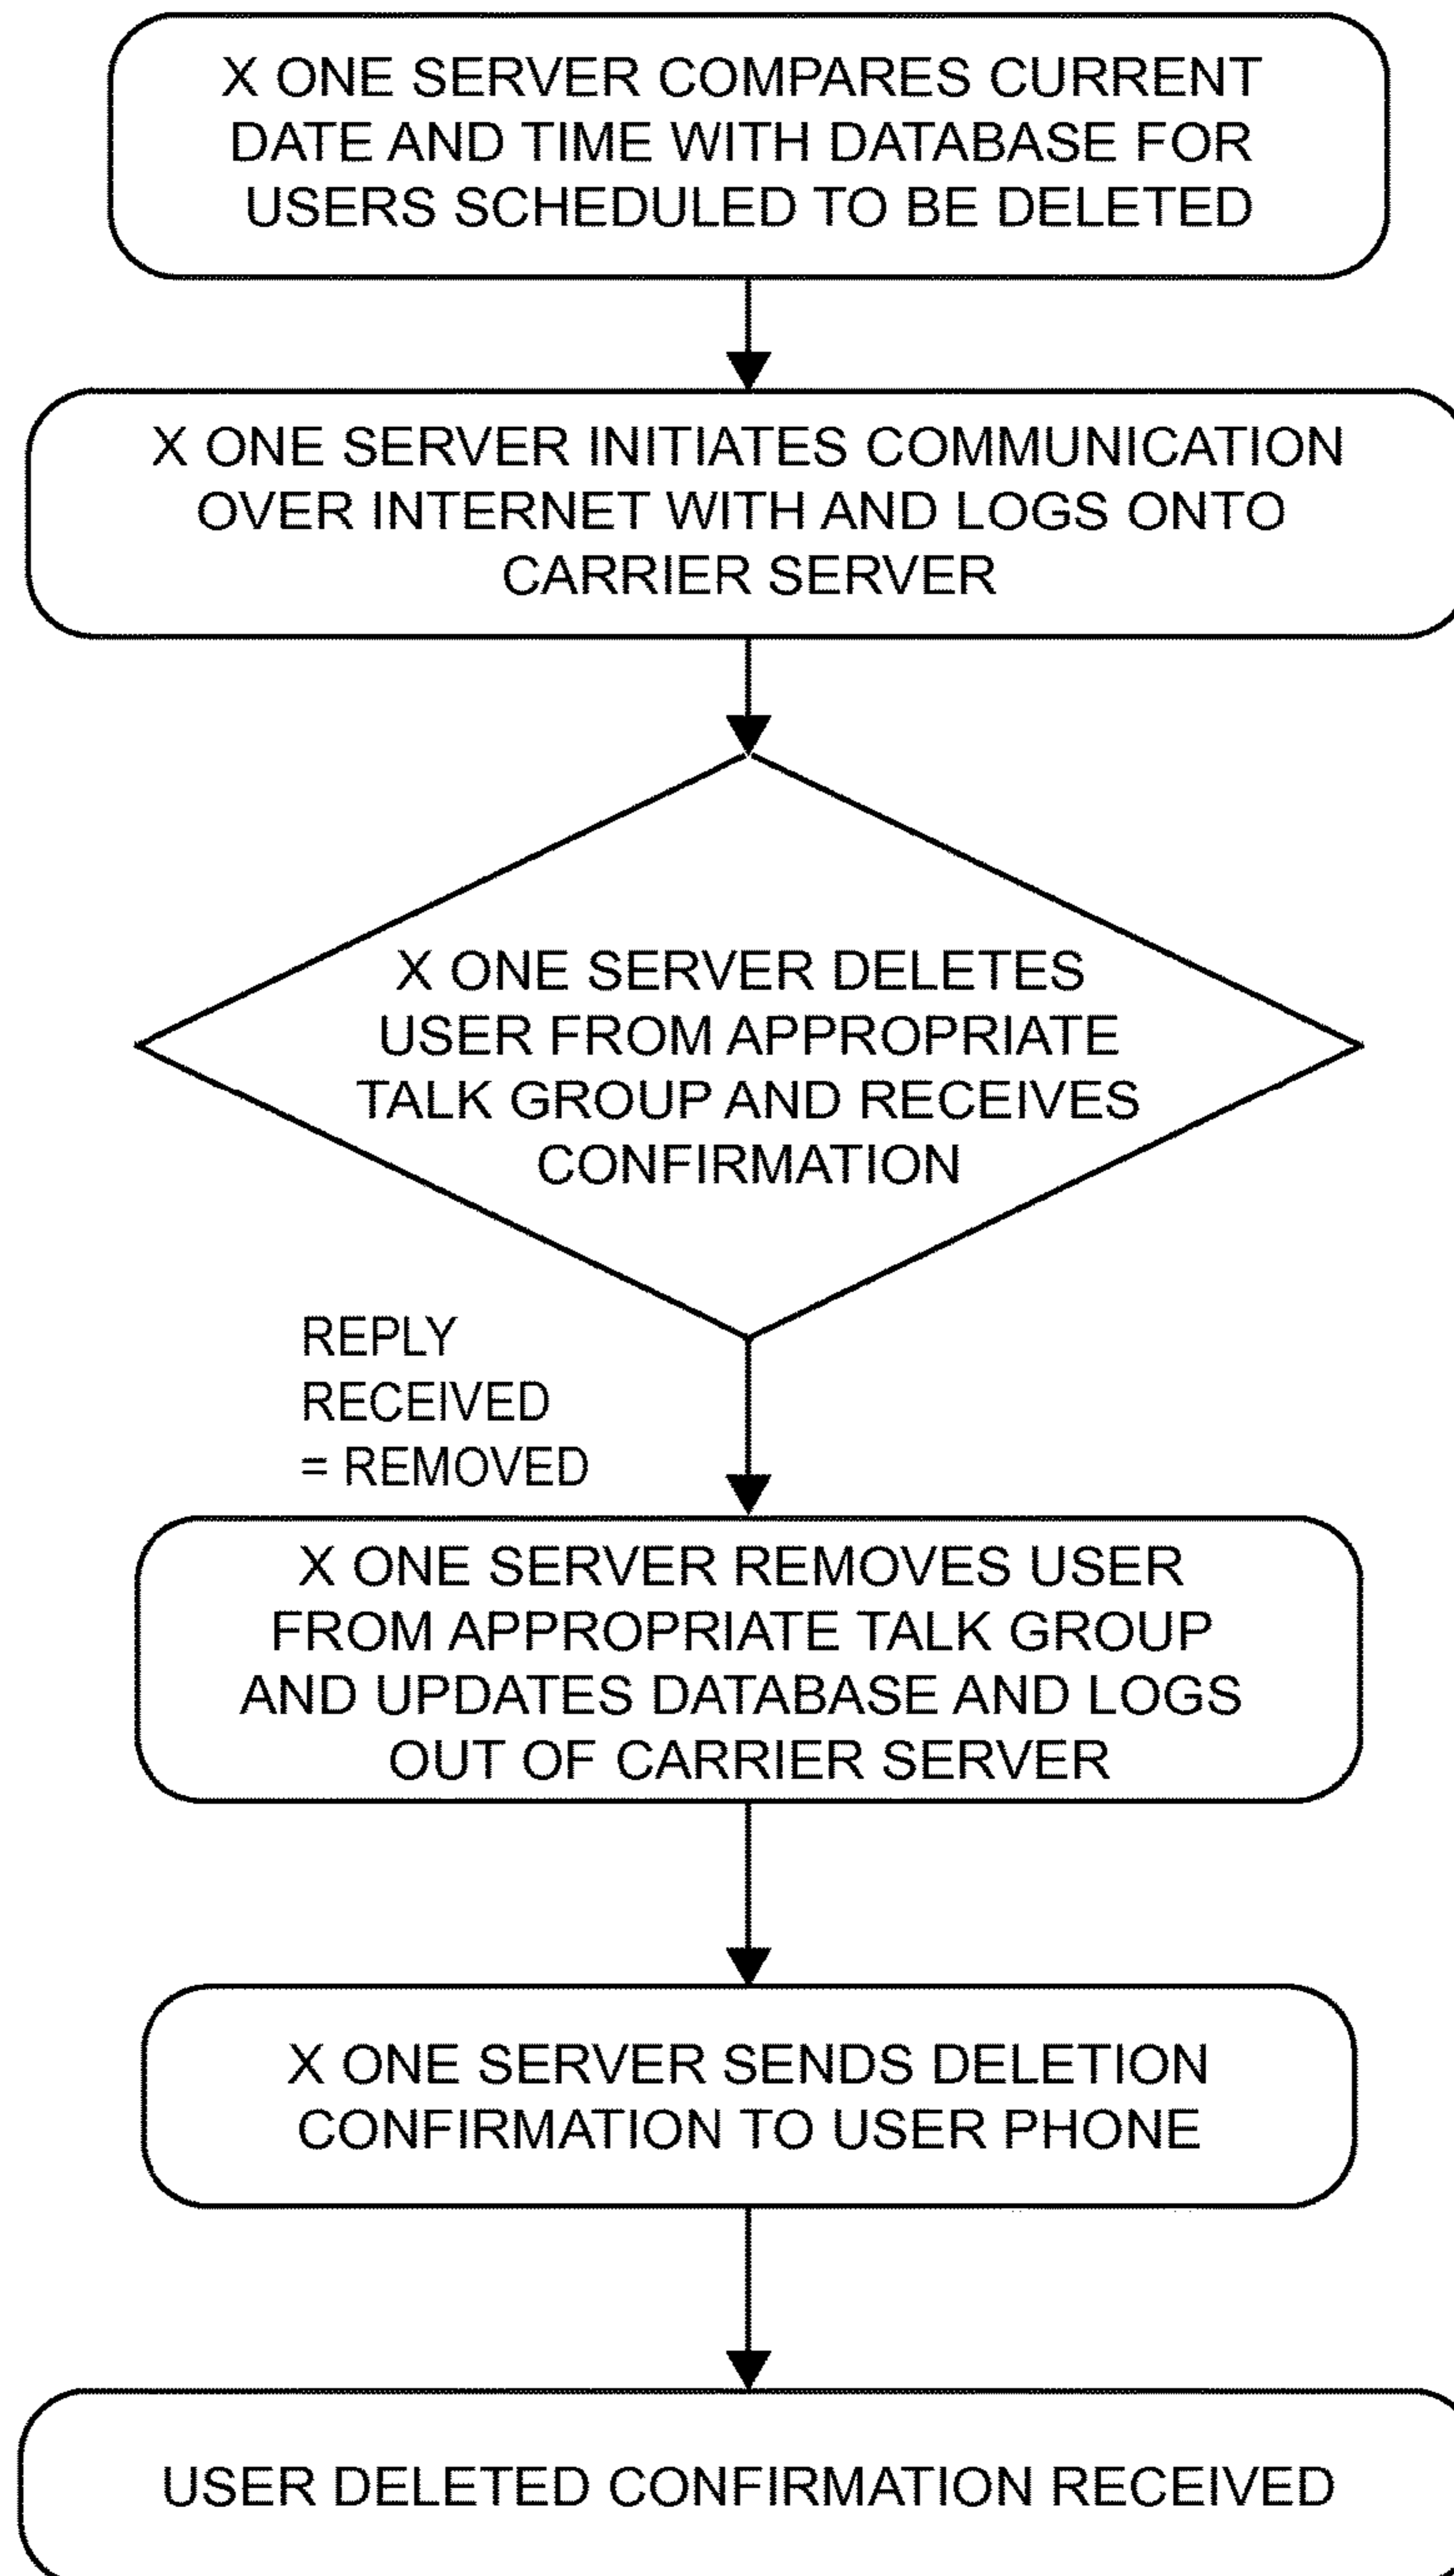 X ONE SERVER COMPARES CURRENT
DATE AND TIME WITH DATABASE FOR
USERS SCHEDULED TO BE DELETED
X ONE SERVER INITIATES COMMUNICATION
OVER INTERNET WITH AND LOGS ONTO
CARRIER SERVER
X ONE SERVER DELETES
USER FROM APPROPRIATE
TALK GROUP AND RECEIVES
CONFIRMATION
REPLY
RECEIVED
= REMOVED
X ONE SERVER REMOVES USER
FROM APPROPRIATE TALK GROUP
AND UPDATES DATABASE AND LOGS
OUT OF CARRIER SERVER
X ONE SERVER SENDS DELETION
CONFIRMATION TO USER PHONE
USER DELETED CONFIRMATION RECEIVED